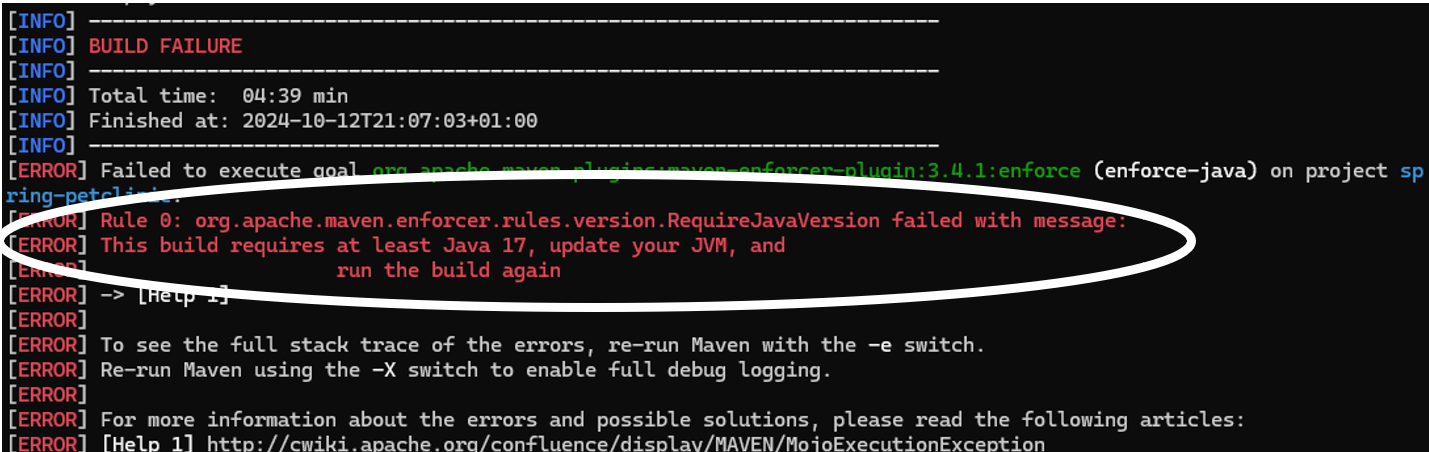 [INFO] ------------------------------------------------------------------------
[INFO] BUILD FAILURE
[INFO] ------------------------------------------------------------------------
[INFO] Total time:  04:39 min
[INFO] Finished at: 2024-10-12T21:07:03+01:00
[INFO] ------------------------------------------------------------------------
[ERROR] Failed to execute goal org.apache.maven.plugins:maven-enforcer-plugin:3.4.1:enforce (enforce-java) on project sp
ring-petclinic:
[ERROR] Rule 0: org.apache.maven.enforcer.rules.version.RequireJavaVersion failed with message:
[ERROR] This build requires at least Java 17, update your JVM, and
[ERROR]                     run the build again
[ERROR] -> [Help 1]
[ERROR]
[ERROR] To see the full stack trace of the errors, re-run Maven with the -e switch.
[ERROR] Re-run Maven using the -X switch to enable full debug logging.
[ERROR]
[ERROR] For more information about the errors and possible solutions, please read the following articles:
[ERROR] [Help 1] http://cwiki.apache.org/confluence/display/MAVEN/MojoExecutionException